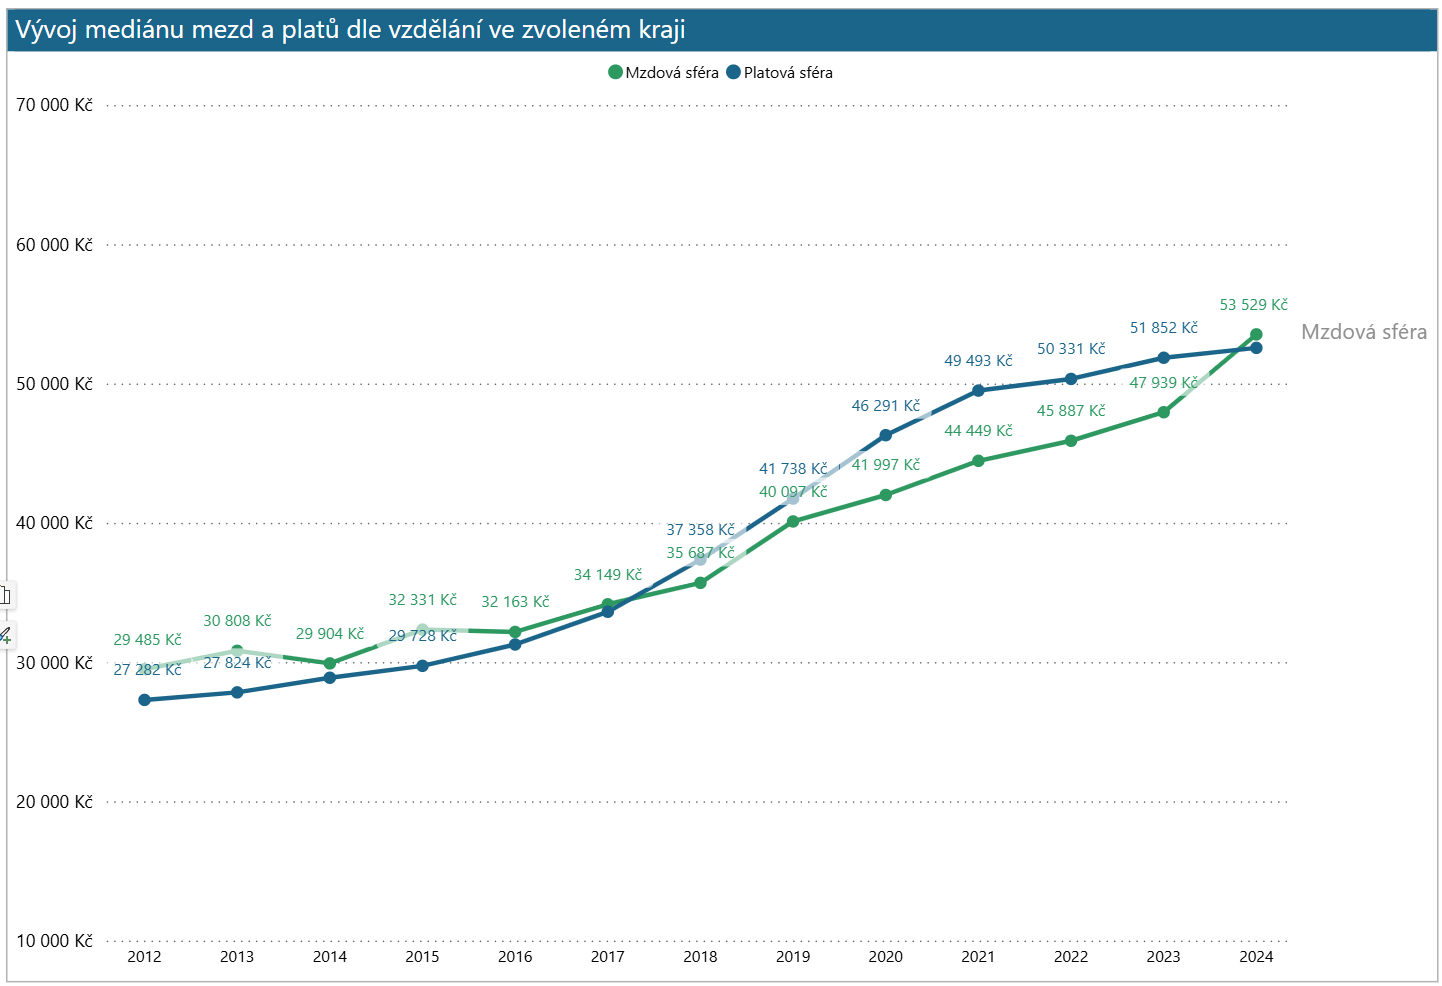 Vývoj mediánu mezd a platů dle vzdělání ve zvoleném kraji
Mzdová sféra Platová sféra
70 000 Kč
60 000 Kč
53 529 Kč
51 852 Kč
Mzdová sféra
50 331 Kč
49 493 Kč
50 000 Kč
47 939 Kč
46 291 Kč
45 887 Kč
44 449 Kč
41 738 Kč
41 997 Kč
40 097 Kč
40 000 Kč
37 358 Kč
35 687 Kč
34 149 Kč
32 331 Kč
32 163 Kč
30 808 Kč
29 904 Kč
29 728 Kč
29 485 Kč
30 000 Kč
27 824 Kč
27 282 Kč
20 000 Kč
10 000 Kč
2012 2013 2014 2015 2016 2017 2018 2019 2020 2021 2022 2023 2024